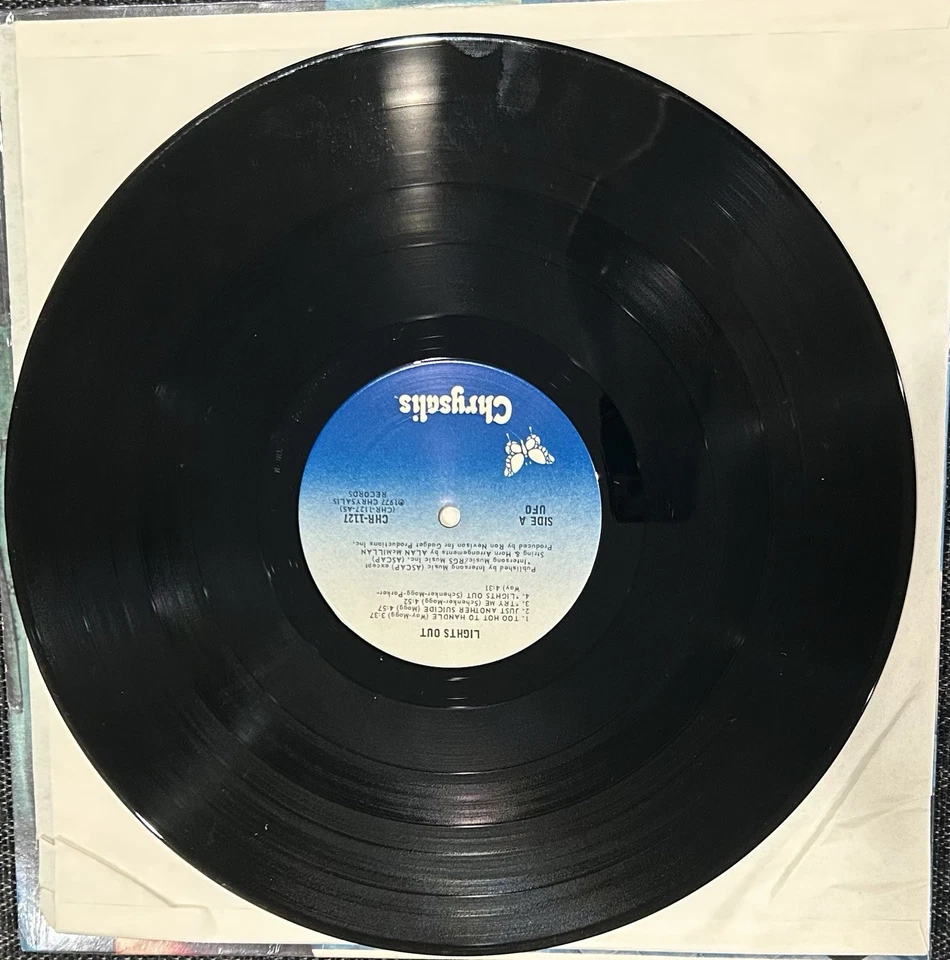 Chrysalis
SIDE A
UFO
CHR-1127
(CHR-1127-AS)
℗1977 CHRYSALIS
RECORDS
Produced by Ron Nevison for Gadget Productions Inc.
String & Horn Arrangements by ALAN McMILLAN
*Intersong Music/RGS Music Inc. (ASCAP)
Published by Intersong Music (ASCAP) except
LIGHTS OUT
1. TOO HOT TO HANDLE (Way-Mogg) 3:37
2. JUST ANOTHER SUICIDE (Mogg) 4:57
3. *TRY ME (Schenker-Mogg) 4:52
4. *LIGHTS OUT (Schenker-Mogg-Parker-
Way) 4:31